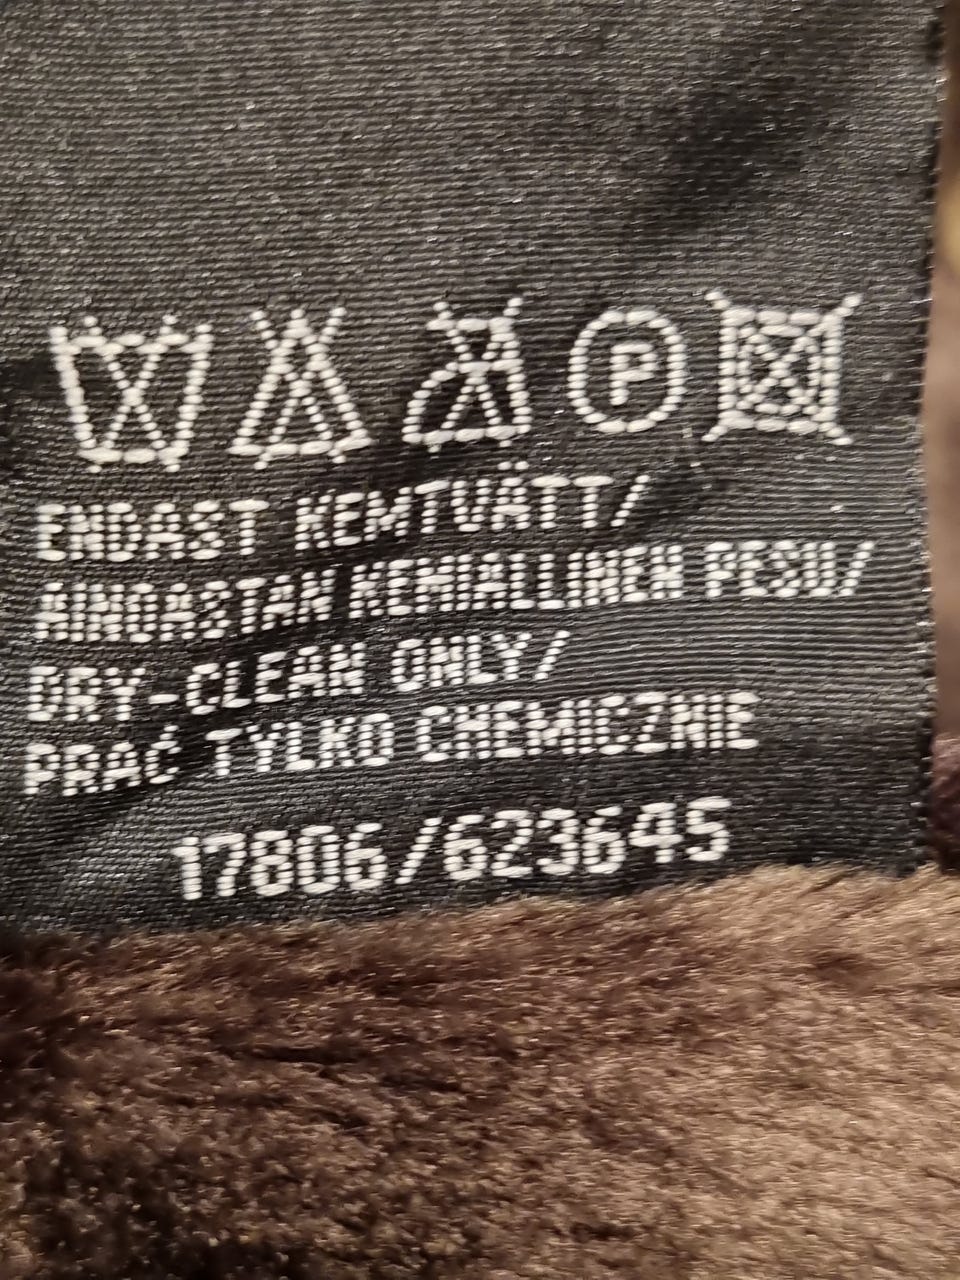 P
ENDAST KEMTVÄTT/
AINOASTAN KEMIALLINEN PESU/
DRY-CLEAN ONLY/
PRAĆ TYLKO CHEMICZNIE
17806/623645